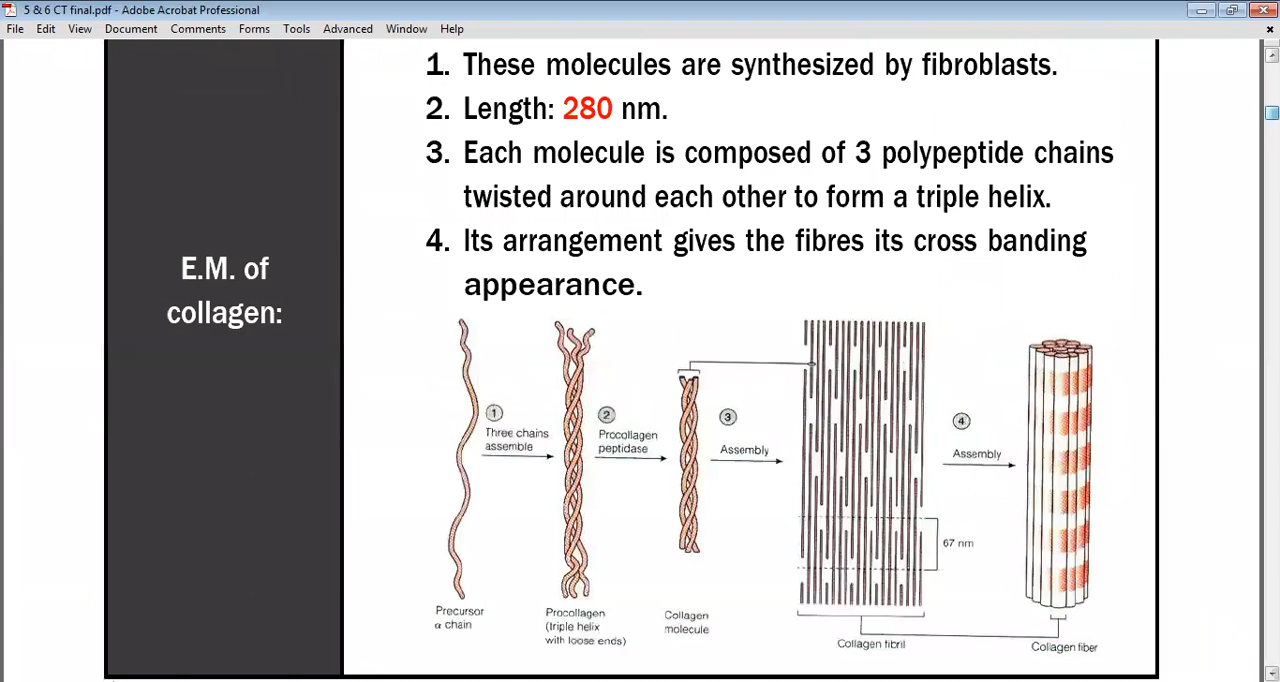 5 & 6 CT final.pdf - Adobe Acrobat Professional
File Edit View Document Comments Forms Tools Advanced Window Help
E.M. of
collagen:
1. These molecules are synthesized by fibroblasts.
2. Length: 280 nm.
3. Each molecule is composed of 3 polypeptide chains
twisted around each other to form a triple helix.
4. Its arrangement gives the fibres its cross banding
appearance.
1
Three chains
assemble
2
Procollagen
peptidase
3
Assembly
4
Assembly
67 nm
Precursor
α chain
Procollagen
(triple helix
with loose ends)
Collagen
molecule
Collagen fibril
Collagen fiber